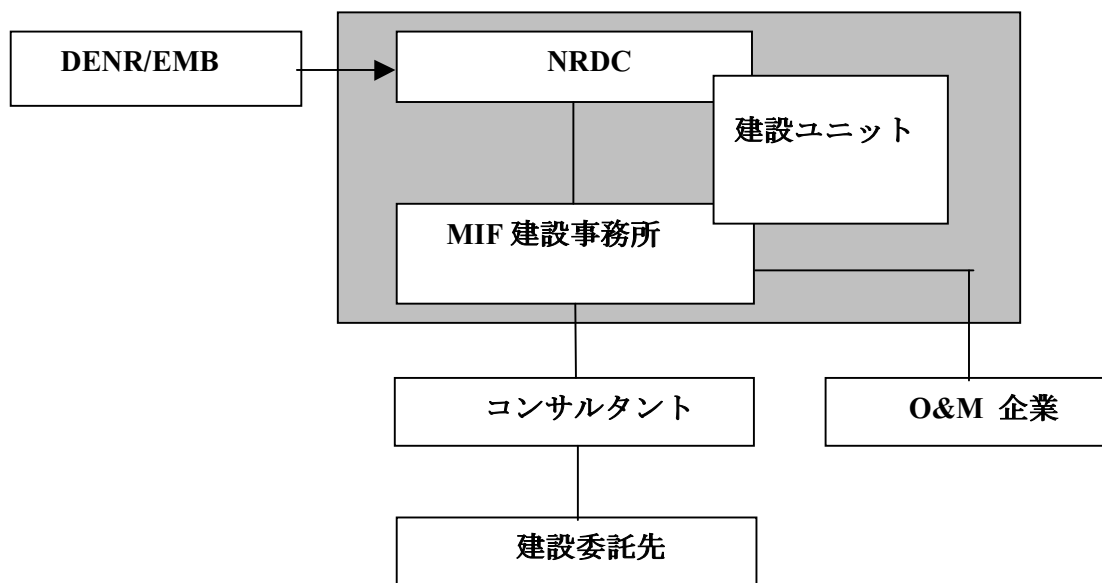 DENR/EMB
NRDC
建設ユニット
MIF 建設事務所
コンサルタント
O&M 企業
建設委託先